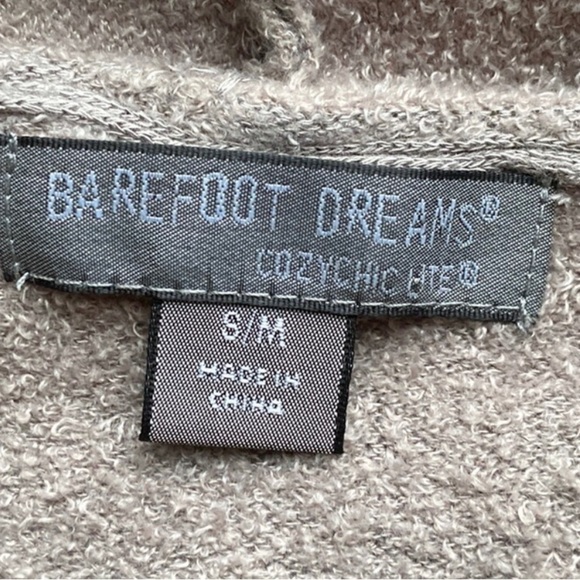 BAREFOOT DREAMS®
COZYCHIC LITE®
S/M
MADE IN
CHINA